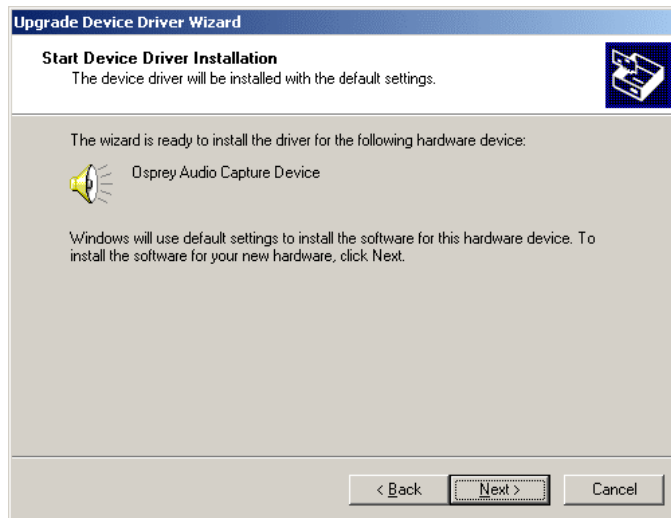 Upgrade Device Driver Wizard
Start Device Driver Installation
The device driver will be installed with the default settings.
The wizard is ready to install the driver for the following hardware device:
Osprey Audio Capture Device
Windows will use default settings to install the software for this hardware device. To
install the software for your new hardware, click Next.
< Back
Next >
Cancel